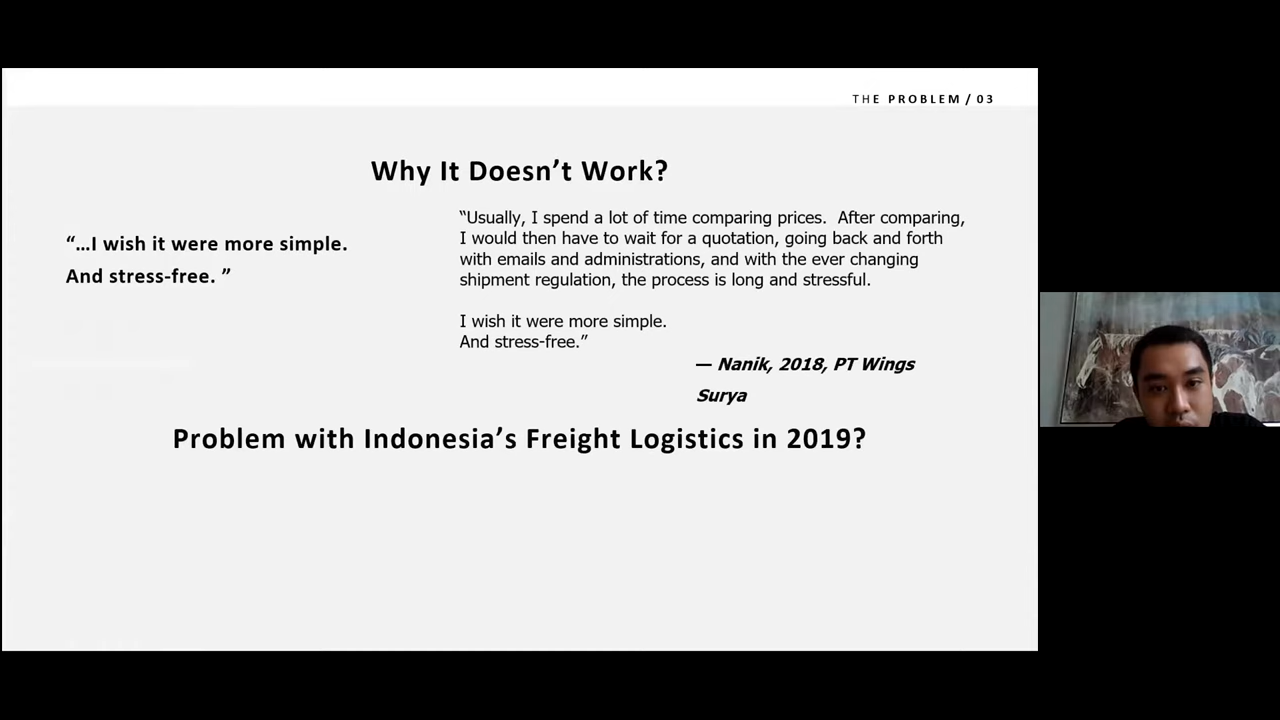 THE PROBLEM / 03
Why It Doesn’t Work?
“…I wish it were more simple.
And stress-free. ”
“Usually, I spend a lot of time comparing prices.  After comparing,
I would then have to wait for a quotation, going back and forth
with emails and administrations, and with the ever changing
shipment regulation, the process is long and stressful.
I wish it were more simple.
And stress-free.”
— Nanik, 2018, PT Wings
Surya
Problem with Indonesia’s Freight Logistics in 2019?